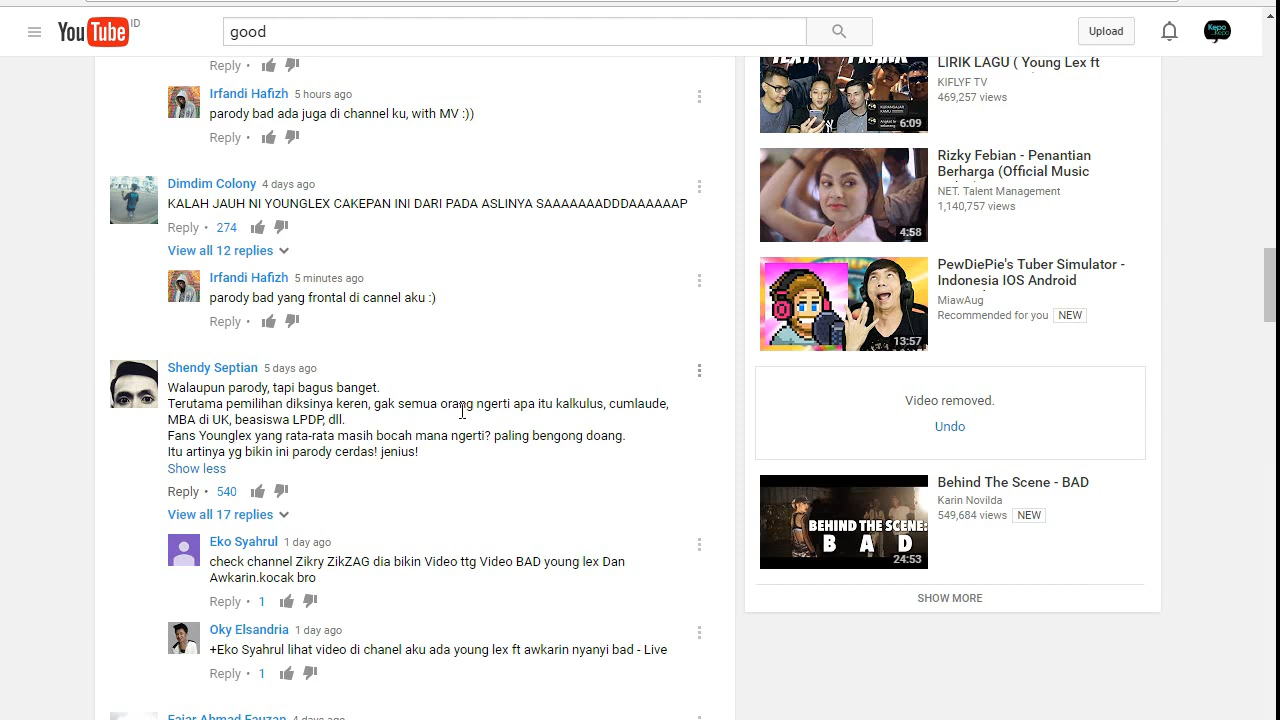 YouTube ID
good
Upload
Reply •
Irfandi Hafizh 5 hours ago
parody bad ada juga di channel ku, with MV :))
Reply •
Dimdim Colony 4 days ago
KALAH JAUH NI YOUNGLEX CAKEPAN INI DARI PADA ASLINYA SAAAAAAADDDAAAAAAP
Reply • 274
View all 12 replies
Irfandi Hafizh 5 minutes ago
parody bad yang frontal di cannel aku :)
Reply •
Shendy Septian 5 days ago
Walaupun parody, tapi bagus banget.
Terutama pemilihan diksinya keren, gak semua orang ngerti apa itu kalkulus, cumlaude,
MBA di UK, beasiswa LPDP, dll.
Fans Younglex yang rata-rata masih bocah mana ngerti? paling bengong doang.
Itu artinya yg bikin ini parody cerdas! jenius!
Show less
Reply • 540
View all 17 replies
Eko Syahrul 1 day ago
check channel Zikry ZikZAG dia bikin Video ttg Video BAD young lex Dan
Awkarin.kocak bro
Reply • 1
Oky Elsandria 1 day ago
+Eko Syahrul lihat video di chanel aku ada young lex ft awkarin nyanyi bad - Live
Reply • 1
Fajar Ahmad Fauzan 4 days ago
LIRIK LAGU ( Young Lex ft
KIFLYF TV
469,257 views
6:09
Rizky Febian - Penantian
Berharga (Official Music
NET. Talent Management
1,140,757 views
4:58
PewDiePie's Tuber Simulator -
Indonesia IOS Android
MiawAug
Recommended for you NEW
13:57
Video removed.
Undo
Behind The Scene - BAD
Karin Novilda
549,684 views NEW
BEHIND THE SCENE:
B A D
24:53
SHOW MORE